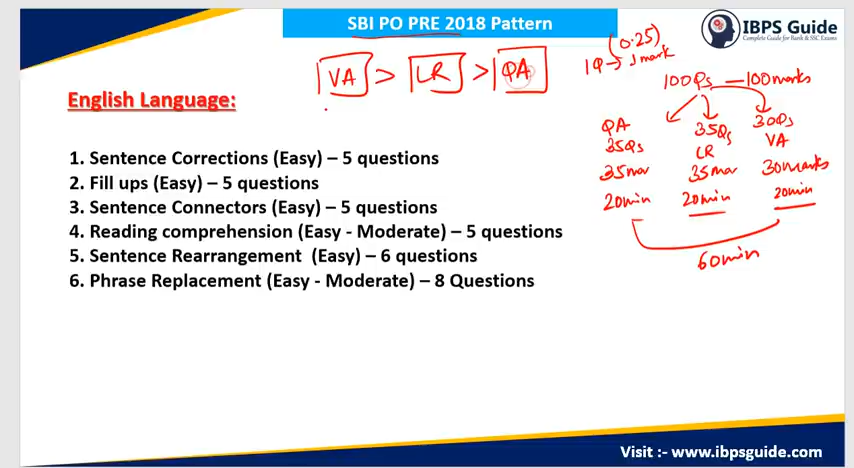 SBI PO PRE 2018 Pattern
IBPS Guide
Complete Guide for Bank & SSC Exams
(0.25)
1Q → 1mark
VA > LR > QA
100Qs — 100marks
English Language:
QA
35Qs
35mar
20min
35Qs
LR
35mar
20min
30Qs
VA
30marks
20min
60min
1. Sentence Corrections (Easy) – 5 questions
2. Fill ups (Easy) – 5 questions
3. Sentence Connectors (Easy) – 5 questions
4. Reading comprehension (Easy - Moderate) – 5 questions
5. Sentence Rearrangement (Easy) – 6 questions
6. Phrase Replacement (Easy - Moderate) – 8 Questions
Visit :- www.ibpsguide.com